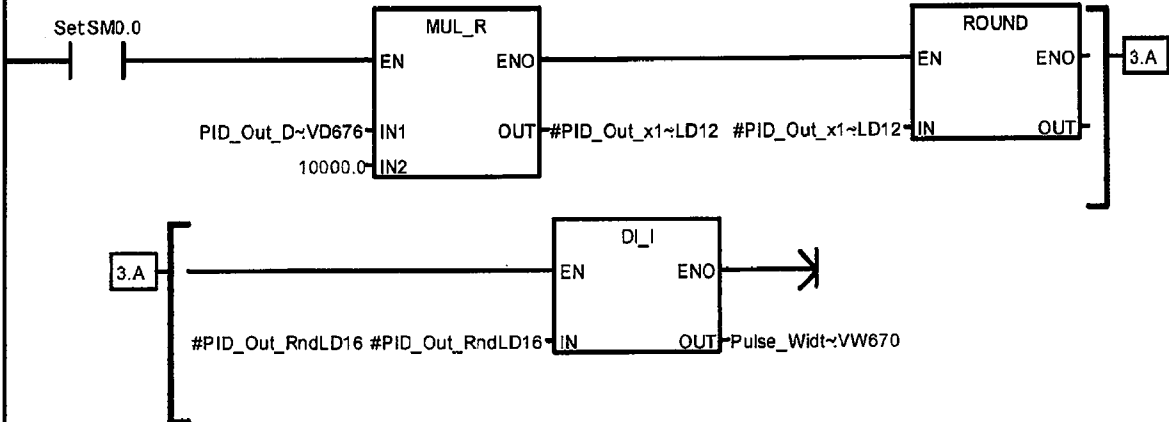 SetSM0.0
MUL_R
EN ENO
PID_Out_D~:VD676 IN1 OUT #PID_Out_x1~:LD12
10000.0 IN2
ROUND
EN ENO
#PID_Out_x1~:LD12 IN OUT
3.A
3.A
DI_I
EN ENO
#PID_Out_RndLD16 #PID_Out_RndLD16 IN OUT Pulse_Widt~:VW670